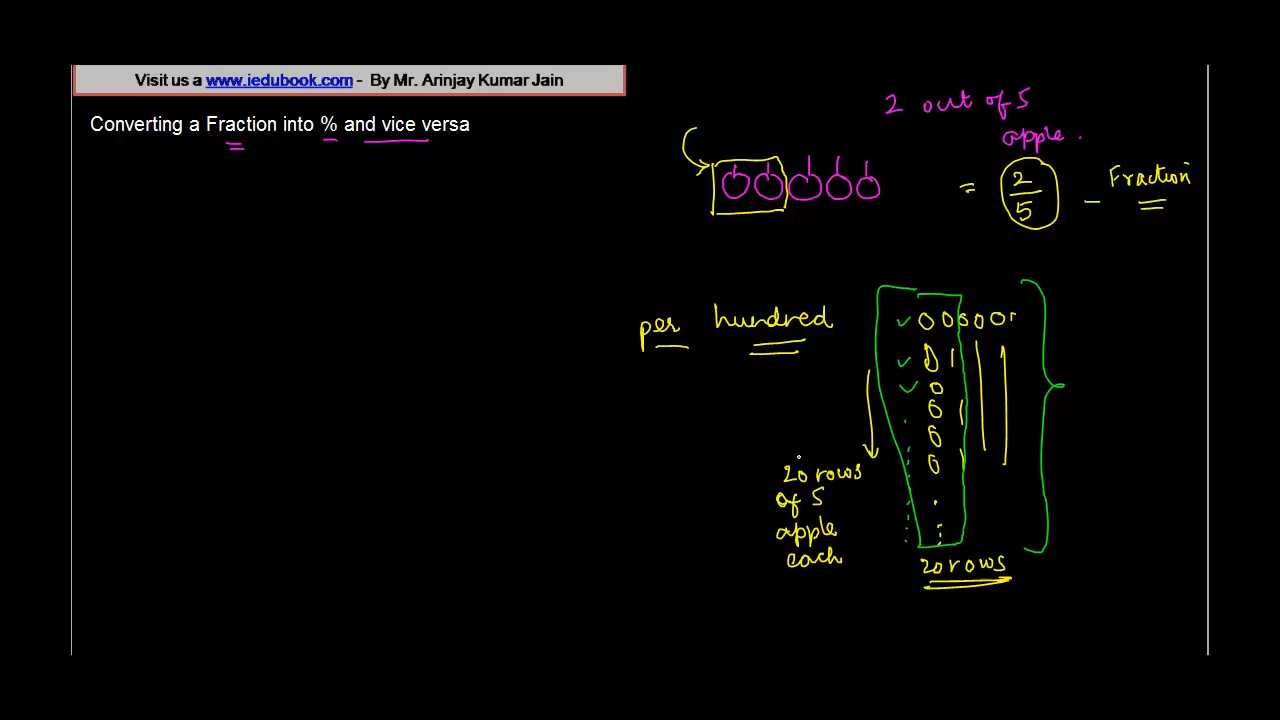 Visit us a www.iedubook.com - By Mr. Arinjay Kumar Jain
Converting a Fraction into % and vice versa
2 out of 5
apple.
= 2/5 - Fraction
per hundred
20 rows
of 5
apple
each
20 rows